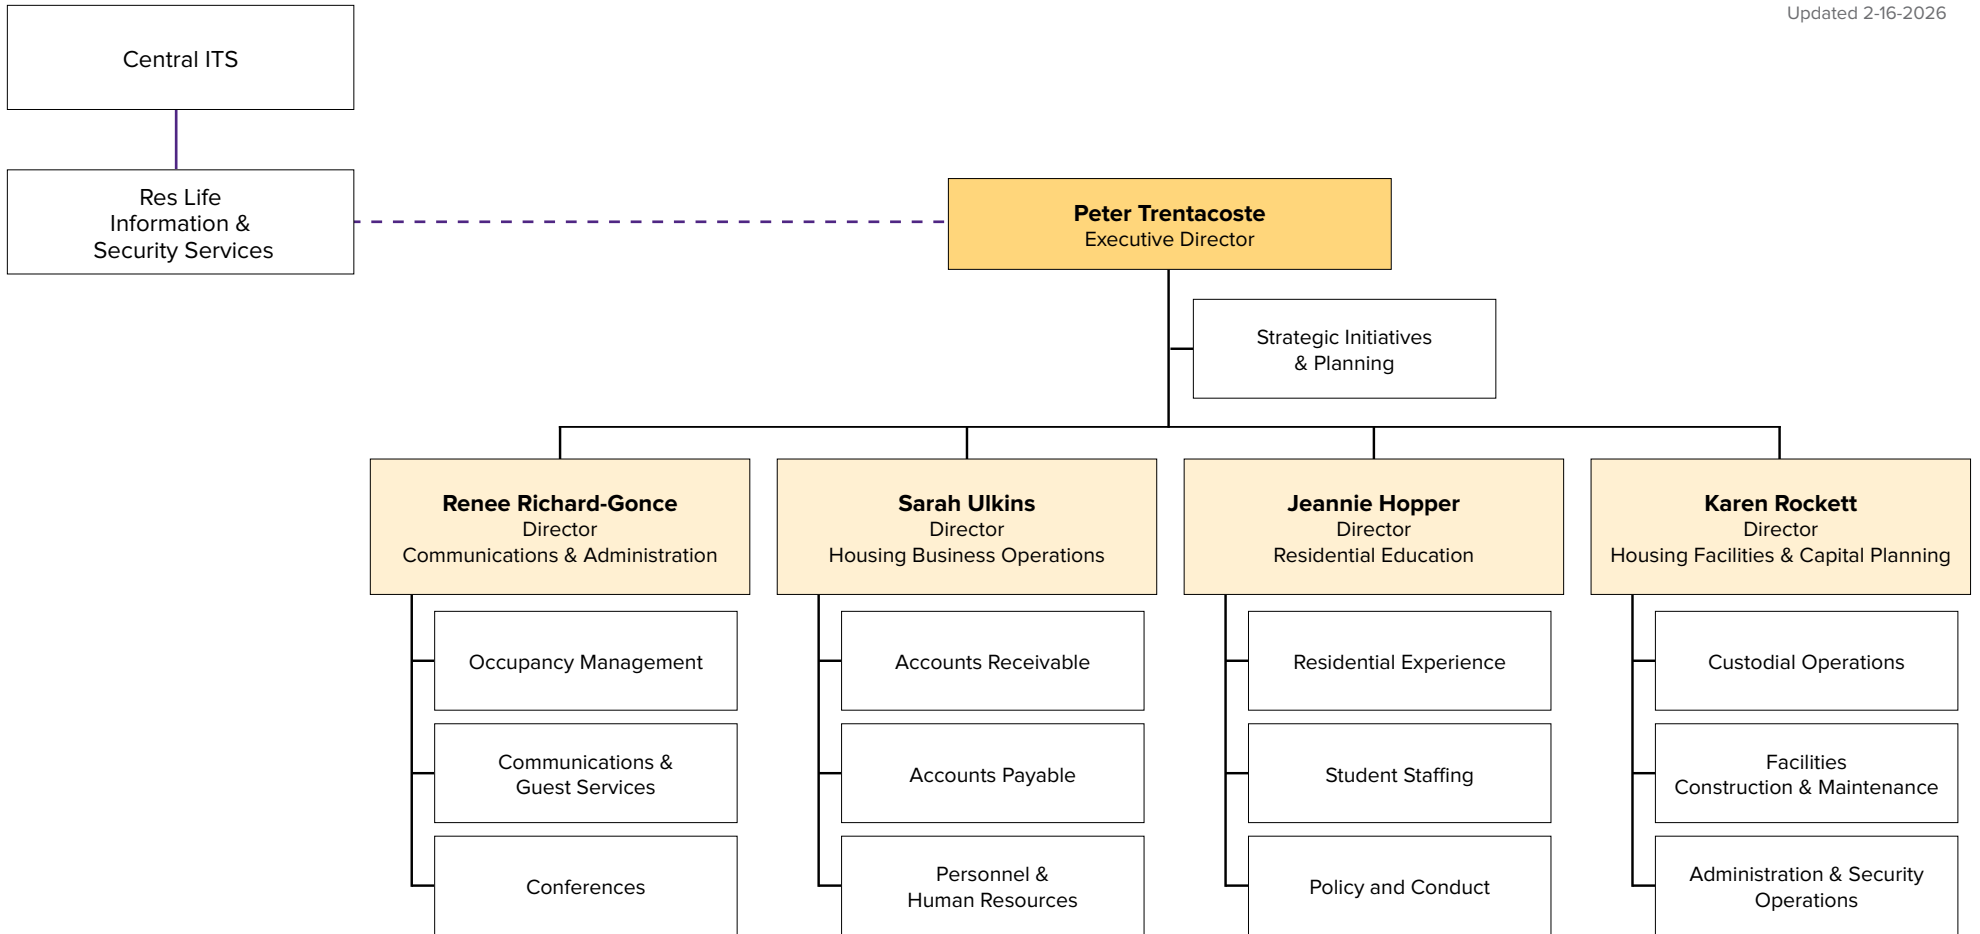 Updated 2-16-2026
Central ITS
Res Life
Information &
Security Services
Peter Trentacoste
Executive Director
Strategic Initiatives
& Planning
Renee Richard-Gonce
Director
Communications & Administration
Sarah Ulkins
Director
Housing Business Operations
Jeannie Hopper
Director
Residential Education
Karen Rockett
Director
Housing Facilities & Capital Planning
Occupancy Management
Communications &
Guest Services
Conferences
Accounts Receivable
Accounts Payable
Personnel &
Human Resources
Residential Experience
Student Staffing
Policy and Conduct
Custodial Operations
Facilities
Construction & Maintenance
Administration & Security
Operations